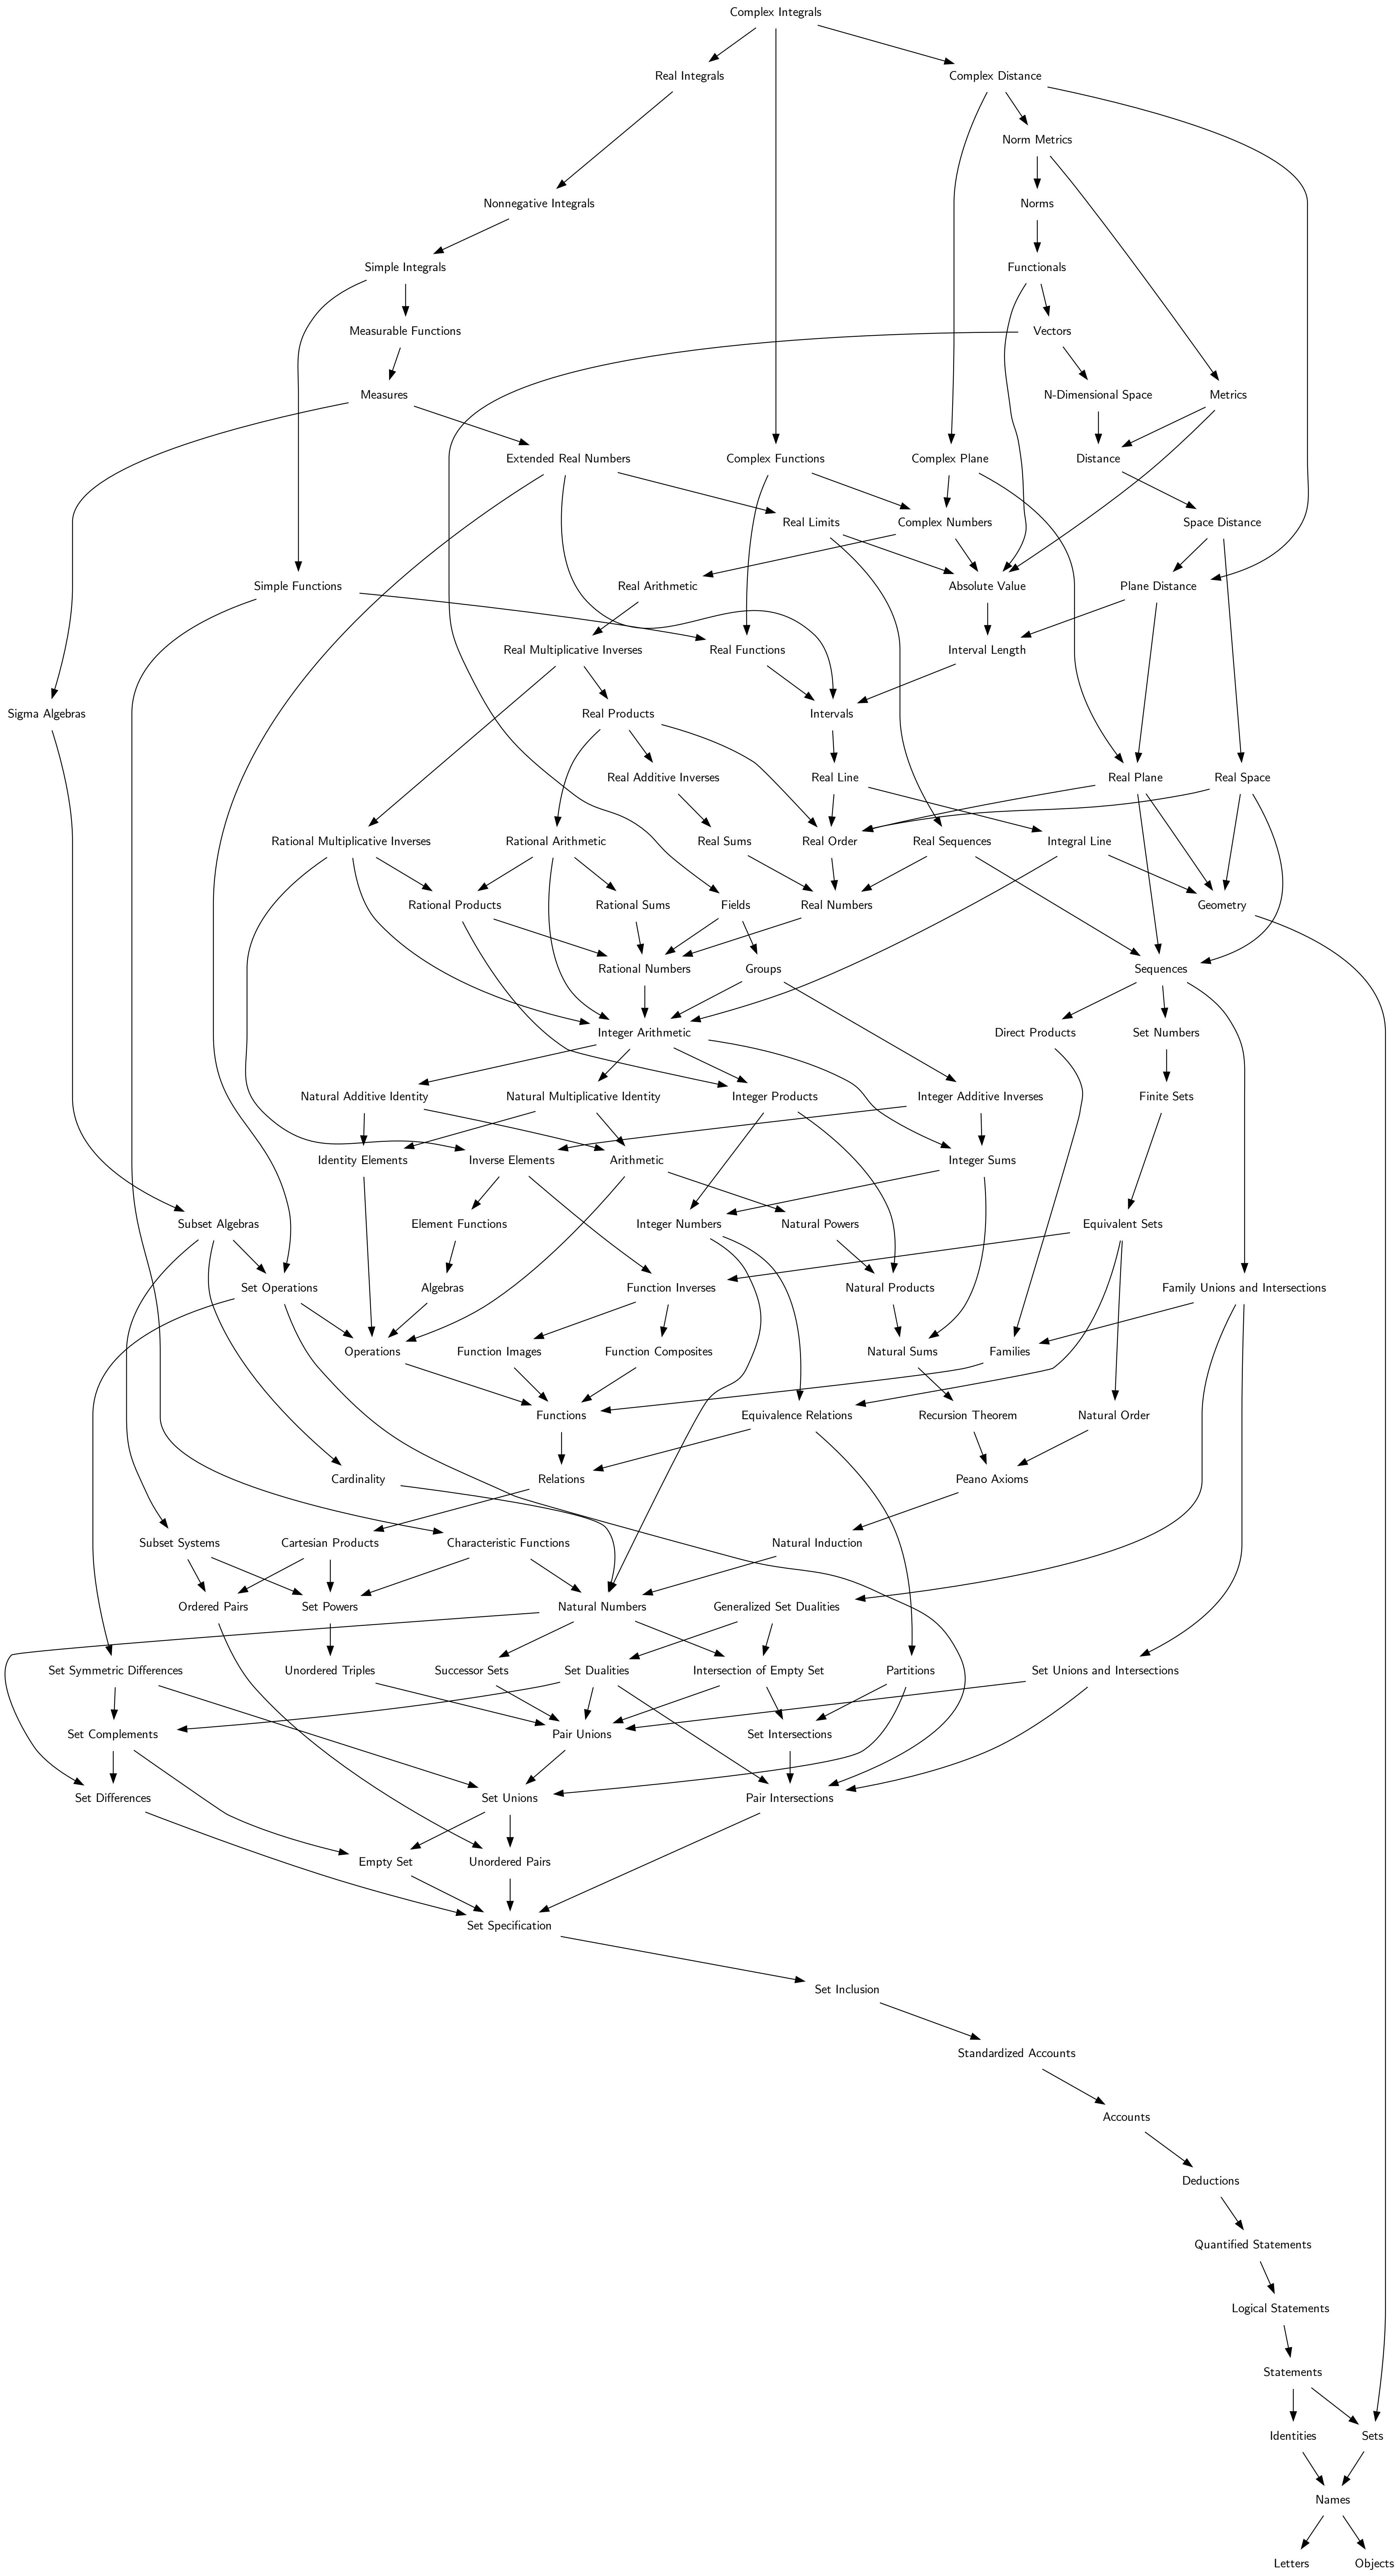 Complex Integrals
Real Integrals
Complex Distance
Norm Metrics
Nonnegative Integrals
Norms
Simple Integrals
Functionals
Measurable Functions
Vectors
Measures
N-Dimensional Space
Metrics
Extended Real Numbers
Complex Functions
Complex Plane
Distance
Real Limits
Complex Numbers
Space Distance
Simple Functions
Real Arithmetic
Absolute Value
Plane Distance
Real Multiplicative Inverses
Real Functions
Interval Length
Sigma Algebras
Real Products
Intervals
Real Additive Inverses
Real Line
Real Plane
Real Space
Rational Multiplicative Inverses
Rational Arithmetic
Real Sums
Real Order
Real Sequences
Integral Line
Rational Products
Rational Sums
Fields
Real Numbers
Geometry
Rational Numbers
Groups
Sequences
Integer Arithmetic
Direct Products
Set Numbers
Natural Additive Identity
Natural Multiplicative Identity
Integer Products
Integer Additive Inverses
Finite Sets
Identity Elements
Inverse Elements
Arithmetic
Integer Sums
Subset Algebras
Element Functions
Integer Numbers
Natural Powers
Equivalent Sets
Set Operations
Algebras
Function Inverses
Natural Products
Family Unions and Intersections
Operations
Function Images
Function Composites
Natural Sums
Families
Functions
Equivalence Relations
Recursion Theorem
Natural Order
Cardinality
Relations
Peano Axioms
Subset Systems
Cartesian Products
Characteristic Functions
Natural Induction
Ordered Pairs
Set Powers
Natural Numbers
Generalized Set Dualities
Set Symmetric Differences
Unordered Triples
Successor Sets
Set Dualities
Intersection of Empty Set
Partitions
Set Unions and Intersections
Set Complements
Pair Unions
Set Intersections
Set Differences
Set Unions
Pair Intersections
Empty Set
Unordered Pairs
Set Specification
Set Inclusion
Standardized Accounts
Accounts
Deductions
Quantified Statements
Logical Statements
Statements
Identities
Sets
Names
Letters
Objects